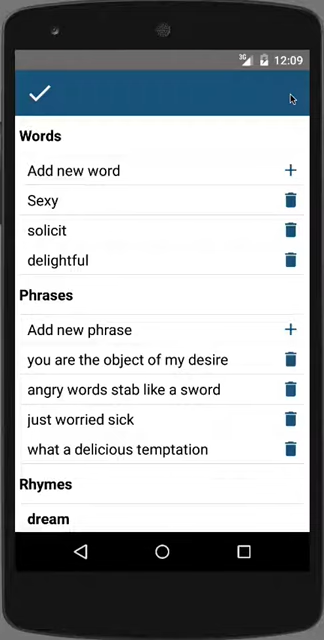 3G 12:09
Words
Add new word
Sexy
solicit
delightful
Phrases
Add new phrase
you are the object of my desire
angry words stab like a sword
just worried sick
what a delicious temptation
Rhymes
dream